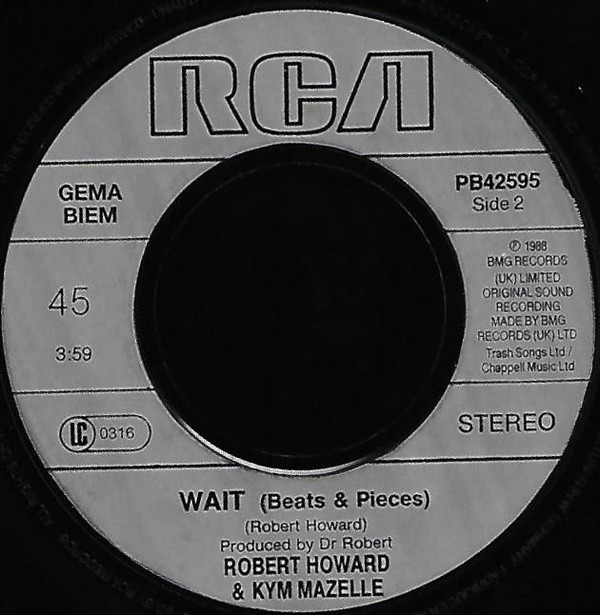 RCA
GEMA
BIEM
PB42595
Side 2
45
3:59
℗ 1988
BMG RECORDS
(UK) LIMITED
ORIGINAL SOUND
RECORDING
MADE BY BMG
RECORDS (UK) LTD
Trash Songs Ltd /
Chappell Music Ltd
LC 0316
STEREO
WAIT (Beats & Pieces)
(Robert Howard)
Produced by Dr Robert
ROBERT HOWARD
& KYM MAZELLE